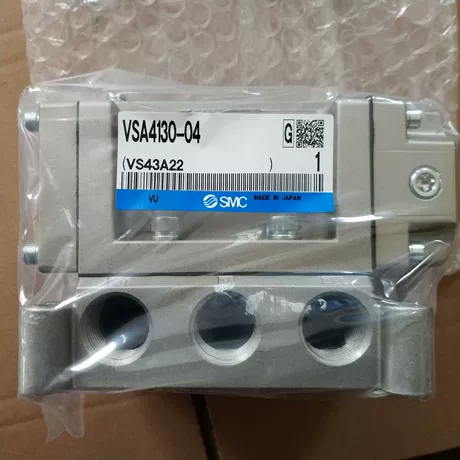 VSA4130-04
G
(VS43A22 ) 1
VU SMC MADE IN JAPAN